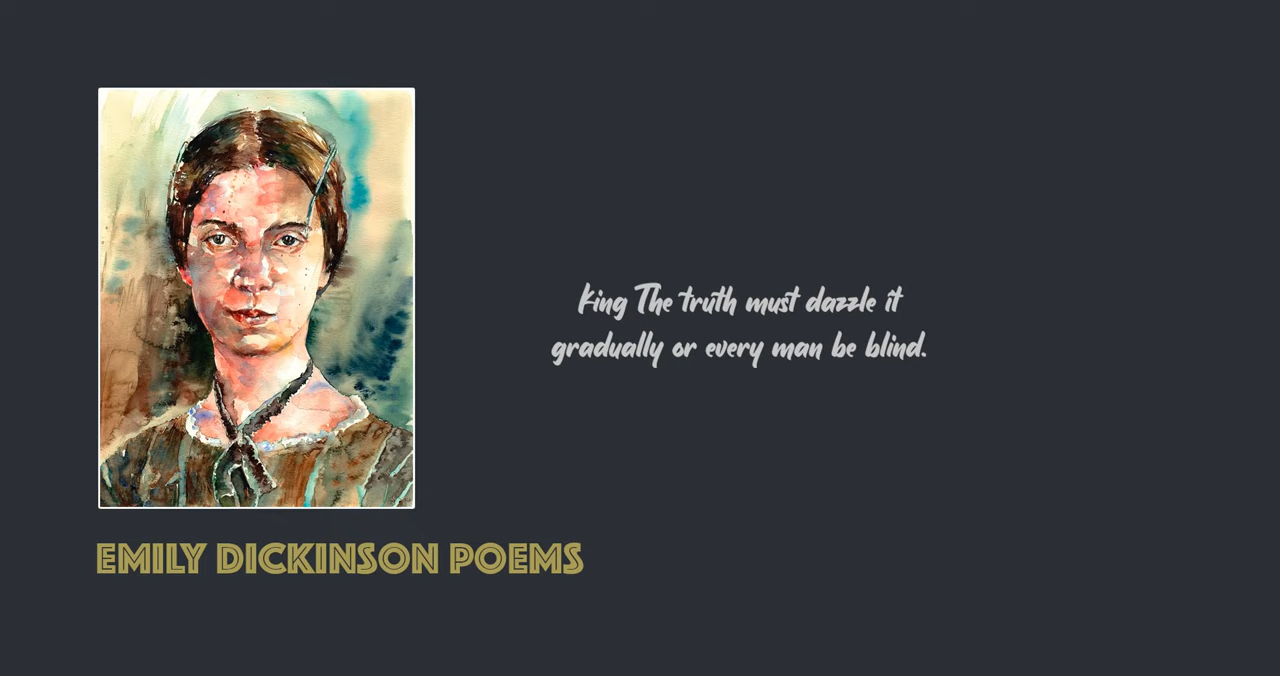 King The truth must dazzle it
gradually or every man be blind.
EMILY DICKINSON POEMS